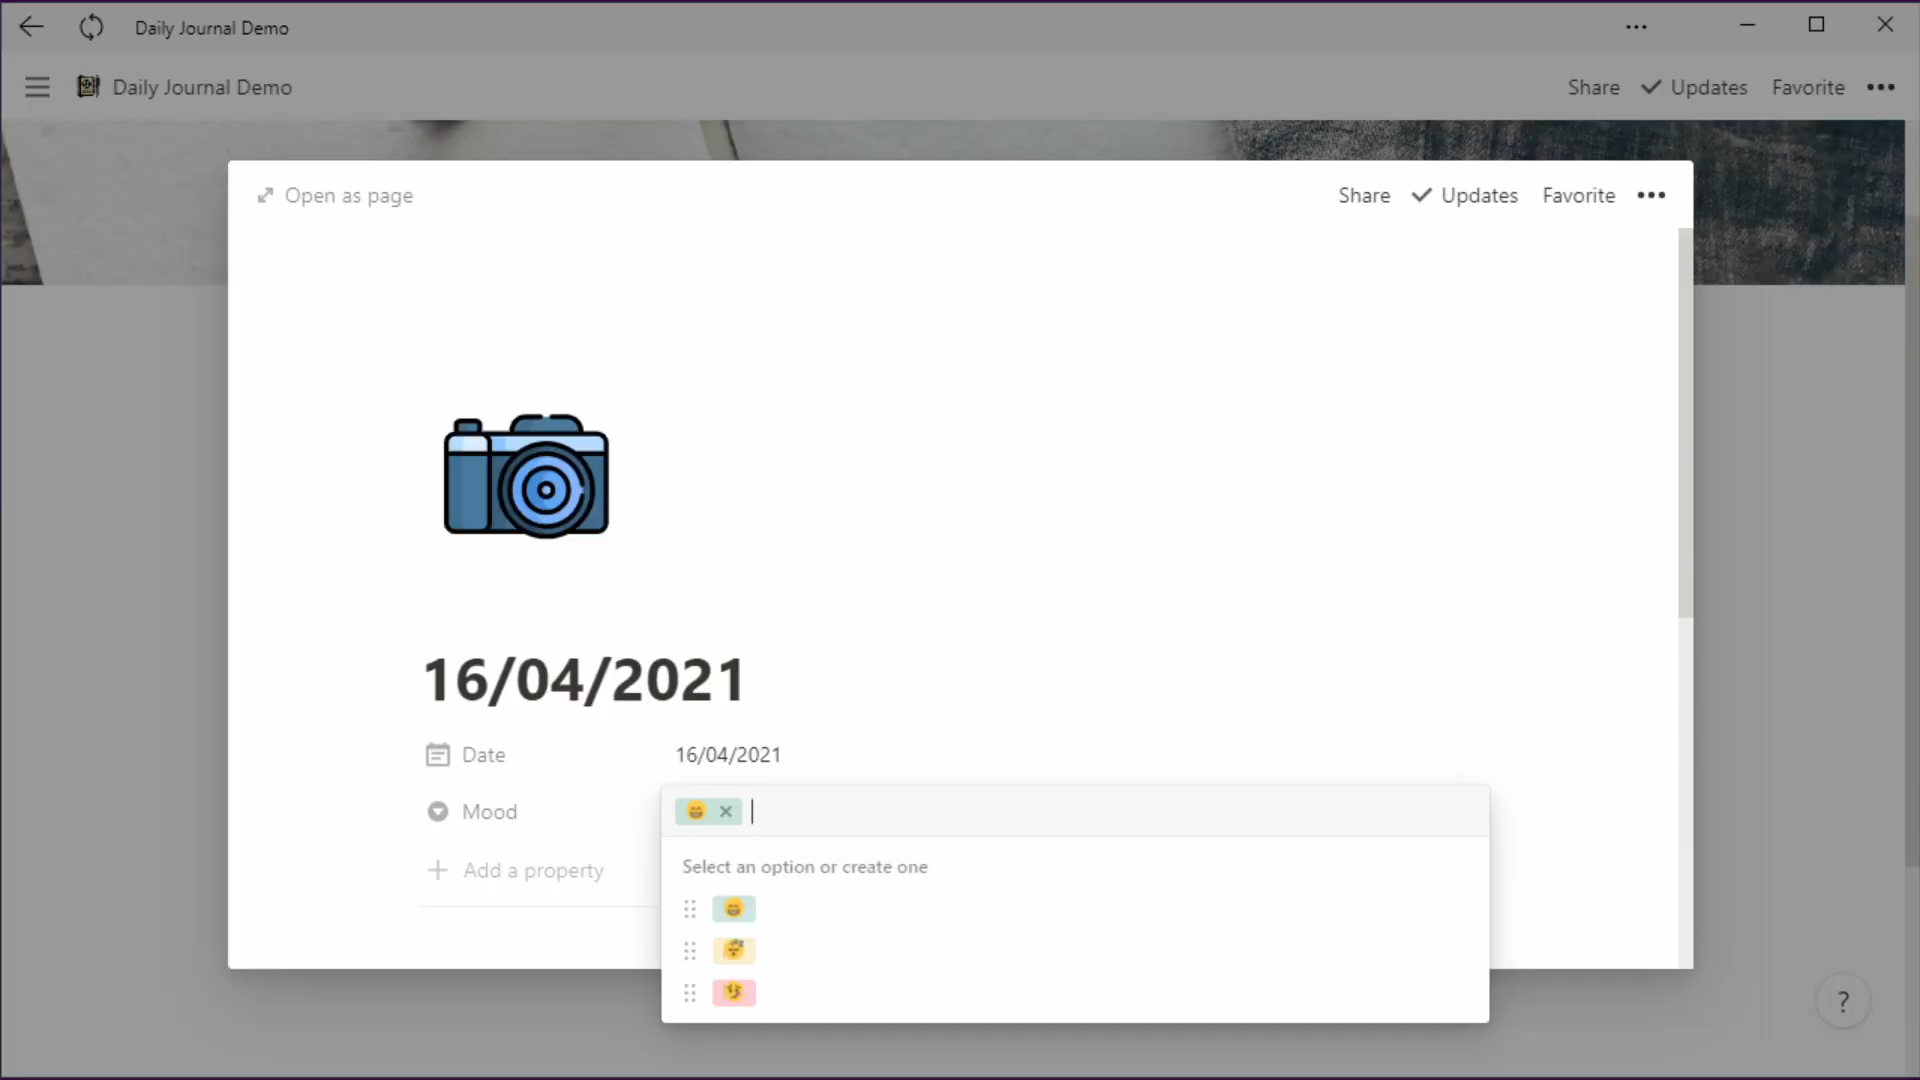 Daily Journal Demo
Daily Journal Demo
Share Updates Favorite
Open as page
Share Updates Favorite
16/04/2021
Date 16/04/2021
Mood 😄
Add a property
Select an option or create one
😄
?